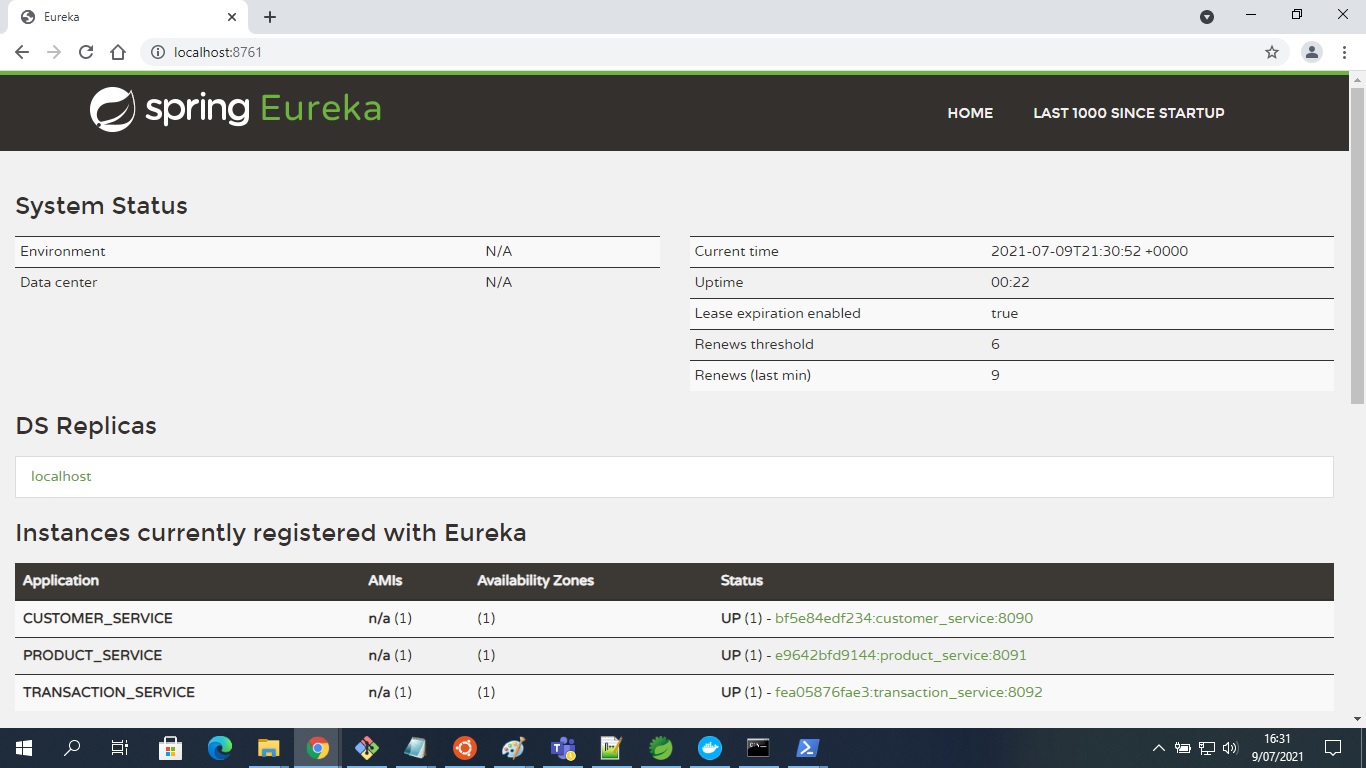 Eureka
localhost:8761
spring Eureka
HOME LAST 1000 SINCE STARTUP
System Status
Environment N/A
Data center N/A
Current time 2021-07-09T21:30:52 +0000
Uptime 00:22
Lease expiration enabled true
Renews threshold 6
Renews (last min) 9
DS Replicas
localhost
Instances currently registered with Eureka
Application AMIs Availability Zones Status
CUSTOMER_SERVICE n/a (1) (1) UP (1) - bf5e84edf234:customer_service:8090
PRODUCT_SERVICE n/a (1) (1) UP (1) - e9642bfd9144:product_service:8091
TRANSACTION_SERVICE n/a (1) (1) UP (1) - fea05876fae3:transaction_service:8092
16:31
9/07/2021